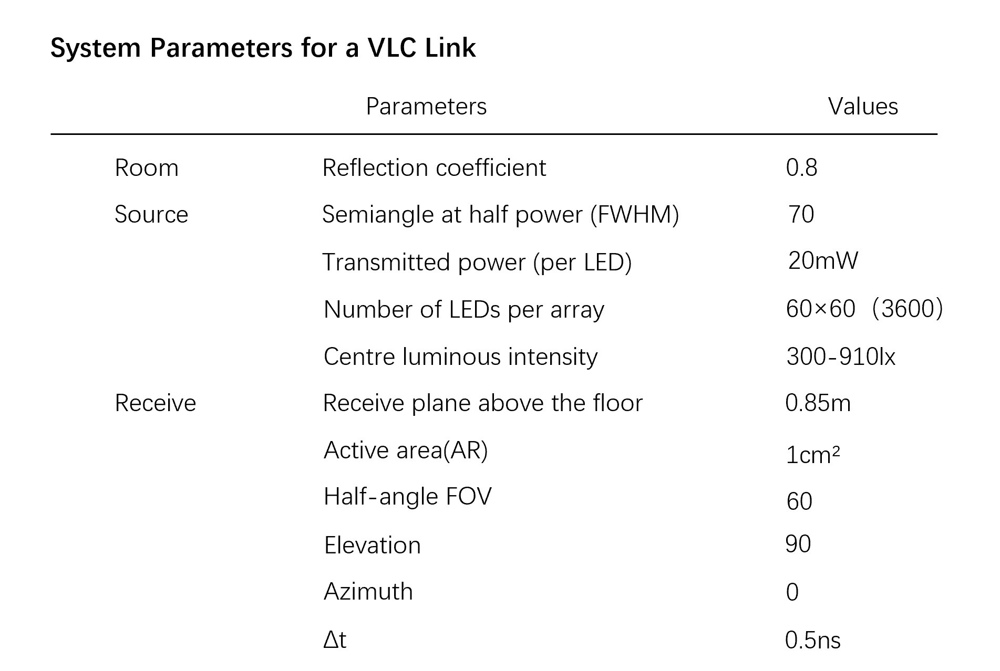 System Parameters for a VLC Link
Parameters Values
Room Reflection coefficient 0.8
Source Semiangle at half power (FWHM) 70
Transmitted power (per LED) 20mW
Number of LEDs per array 60×60（3600）
Centre luminous intensity 300-910lx
Receive Receive plane above the floor 0.85m
Active area(AR) 1cm²
Half-angle FOV 60
Elevation 90
Azimuth 0
Δt 0.5ns